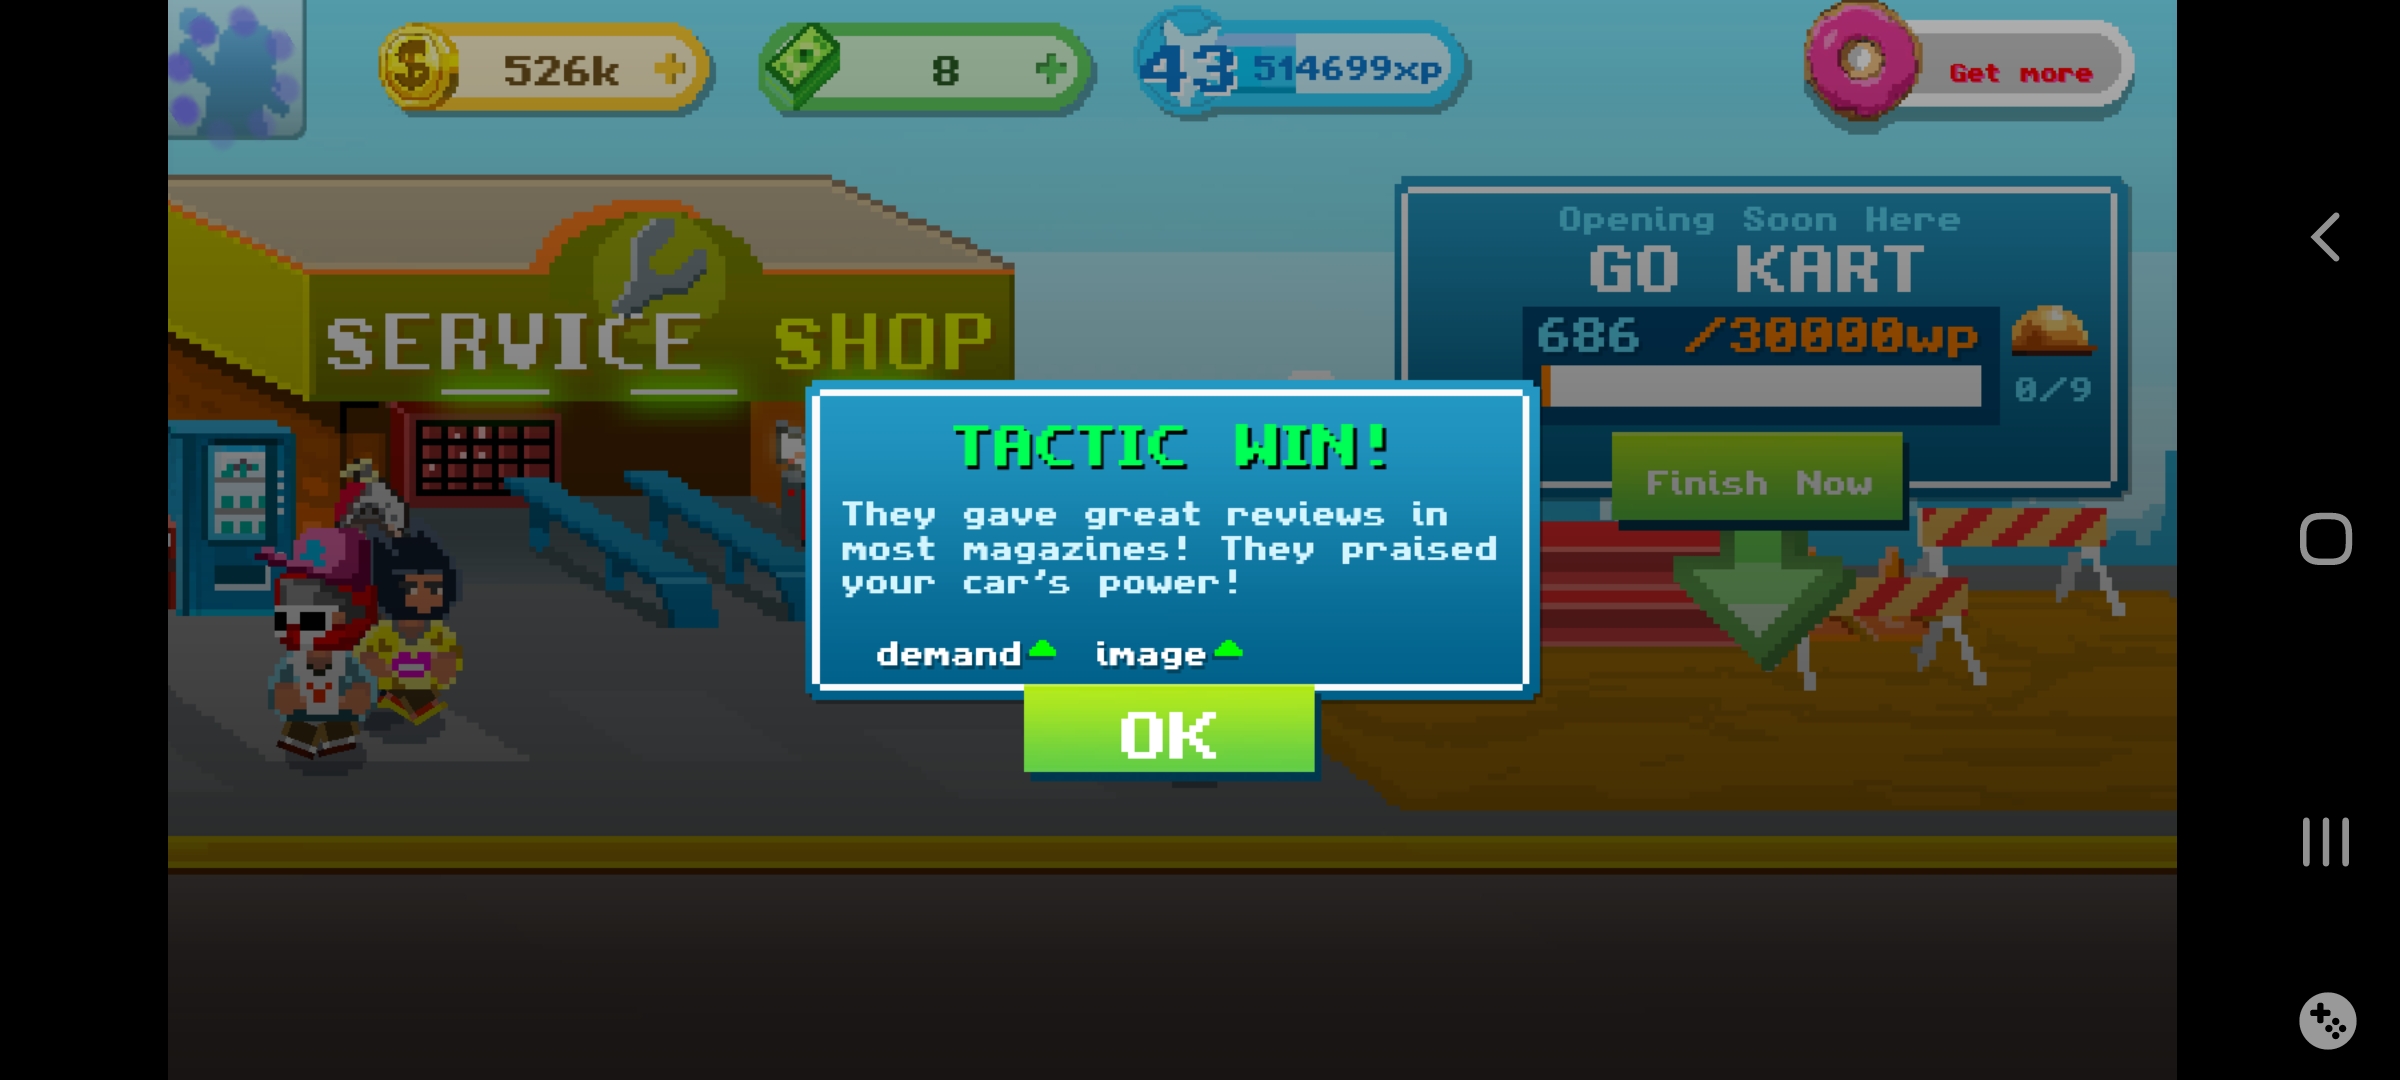 526k
8
43 514699xp
Get more
Opening Soon Here
GO KART
686 /30000wp
0/9
Finish Now
SERVICE SHOP
TACTIC WIN!
They gave great reviews in
most magazines! They praised
your car's power!
demand image
OK